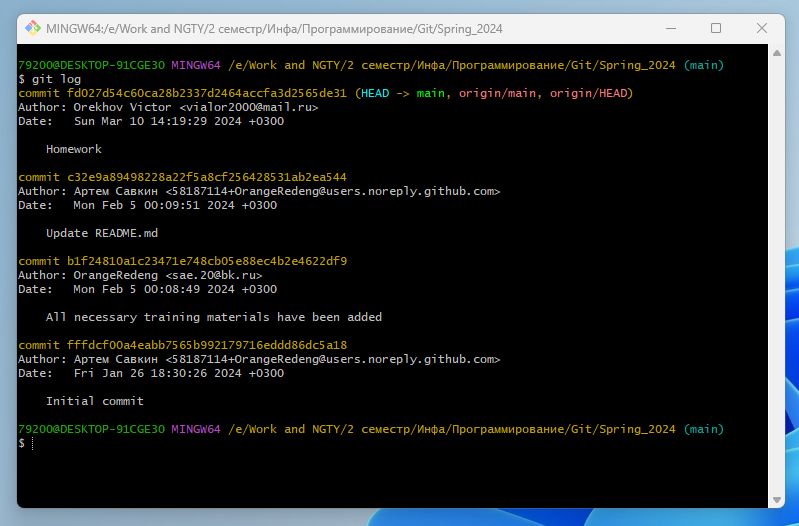 MINGW64:/e/Work and NGTY/2 семестр/Инфа/Программирование/Git/Spring_2024
79200@DESKTOP-91CGE30 MINGW64 /e/Work and NGTY/2 семестр/Инфа/Программирование/Git/Spring_2024 (main)
$ git log
commit fd027d54c60ca28b2337d2464accfa3d2565de31 (HEAD -> main, origin/main, origin/HEAD)
Author: Orekhov Victor <vialor2000@mail.ru>
Date:   Sun Mar 10 14:19:29 2024 +0300
Homework
commit c32e9a89498228a22f5a8cf256428531ab2ea544
Author: Артем Савкин <58187114+OrangeRedeng@users.noreply.github.com>
Date:   Mon Feb 5 00:09:51 2024 +0300
Update README.md
commit b1f24810a1c23471e748cb05e88ec4b2e4622df9
Author: OrangeRedeng <sae.20@bk.ru>
Date:   Mon Feb 5 00:08:49 2024 +0300
All necessary training materials have been added
commit fffdcf00a4eabb7565b992179716eddd86dc5a18
Author: Артем Савкин <58187114+OrangeRedeng@users.noreply.github.com>
Date:   Fri Jan 26 18:30:26 2024 +0300
Initial commit
79200@DESKTOP-91CGE30 MINGW64 /e/Work and NGTY/2 семестр/Инфа/Программирование/Git/Spring_2024 (main)
$